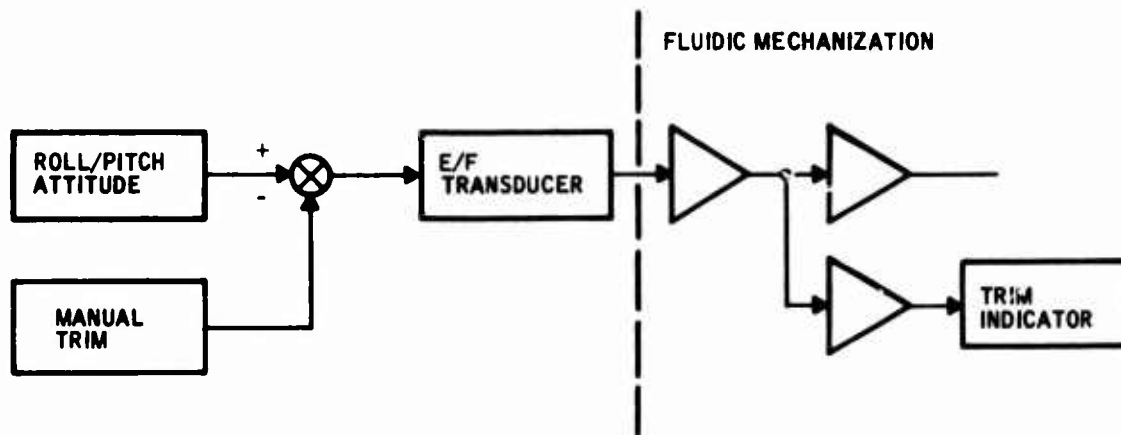 FLUIDIC MECHANIZATION
ROLL/PITCH
ATTITUDE
+
-
E/F
TRANSDUCER
MANUAL
TRIM
TRIM
INDICATOR